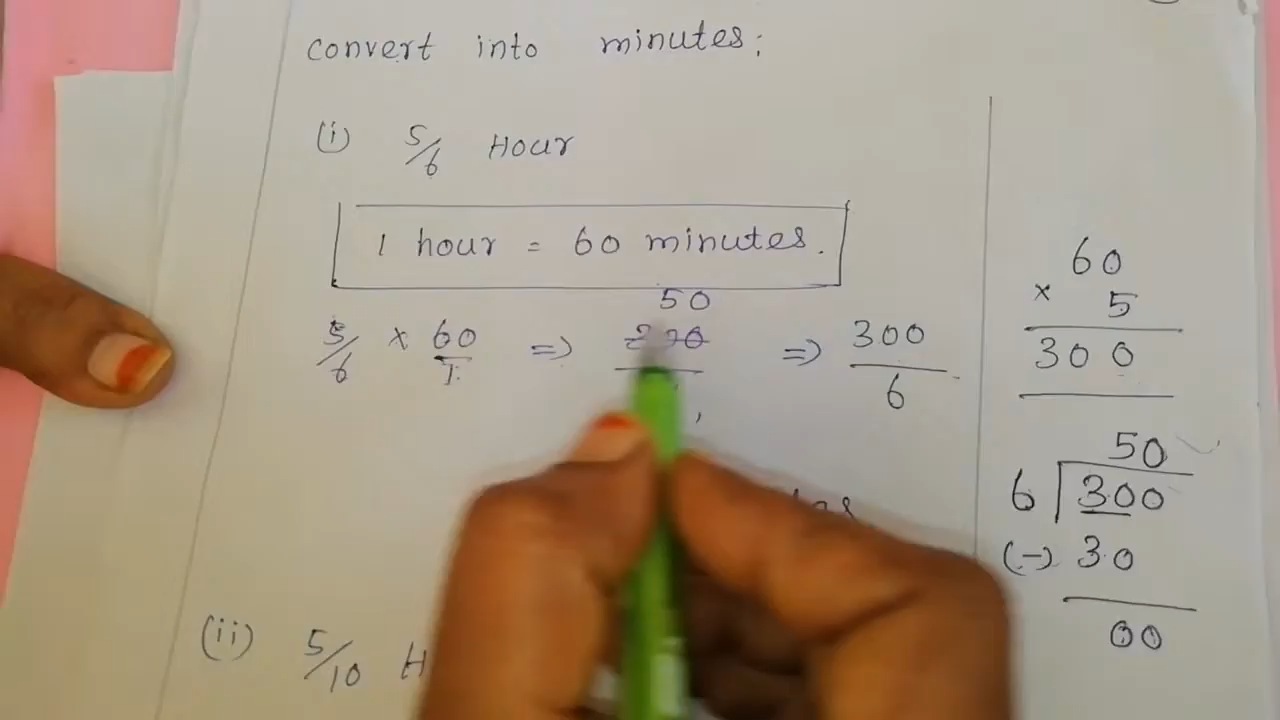 convert into minutes:
(i) 5/6 Hour
1 hour = 60 minutes.
50
5/6 × 60/1 => 300 => 300/6
(ii) 5/10 H
60
× 5
300
50
6 300
(-) 30
00